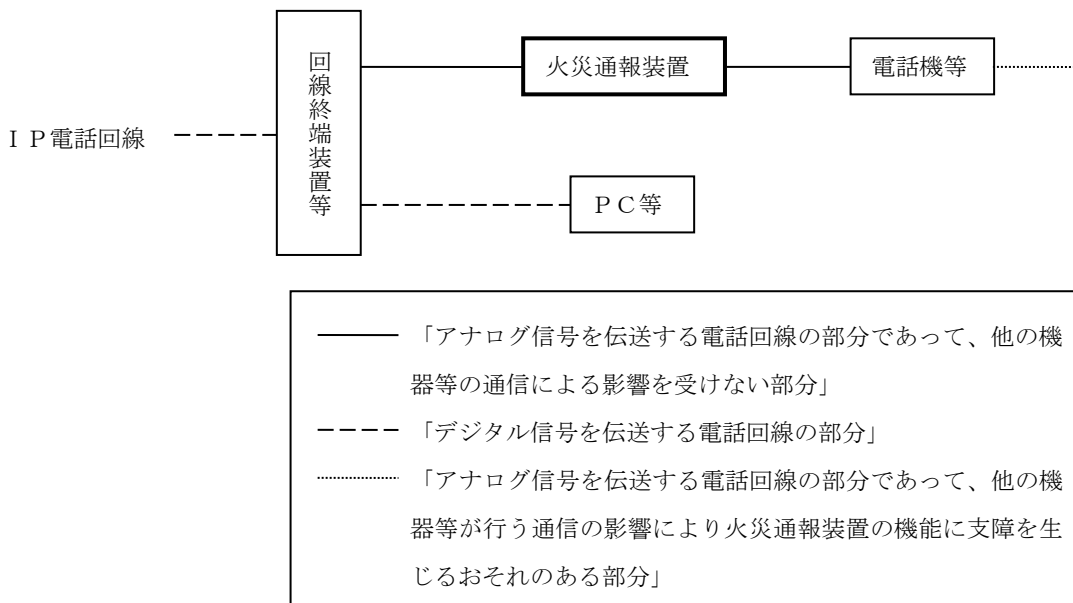 ＩＰ電話回線
回線終端装置等
火災通報装置
電話機等
ＰＣ等
「アナログ信号を伝送する電話回線の部分であって、他の機
器等の通信による影響を受けない部分」
「デジタル信号を伝送する電話回線の部分」
「アナログ信号を伝送する電話回線の部分であって、他の機
器等が行う通信の影響により火災通報装置の機能に支障を生
じるおそれのある部分」